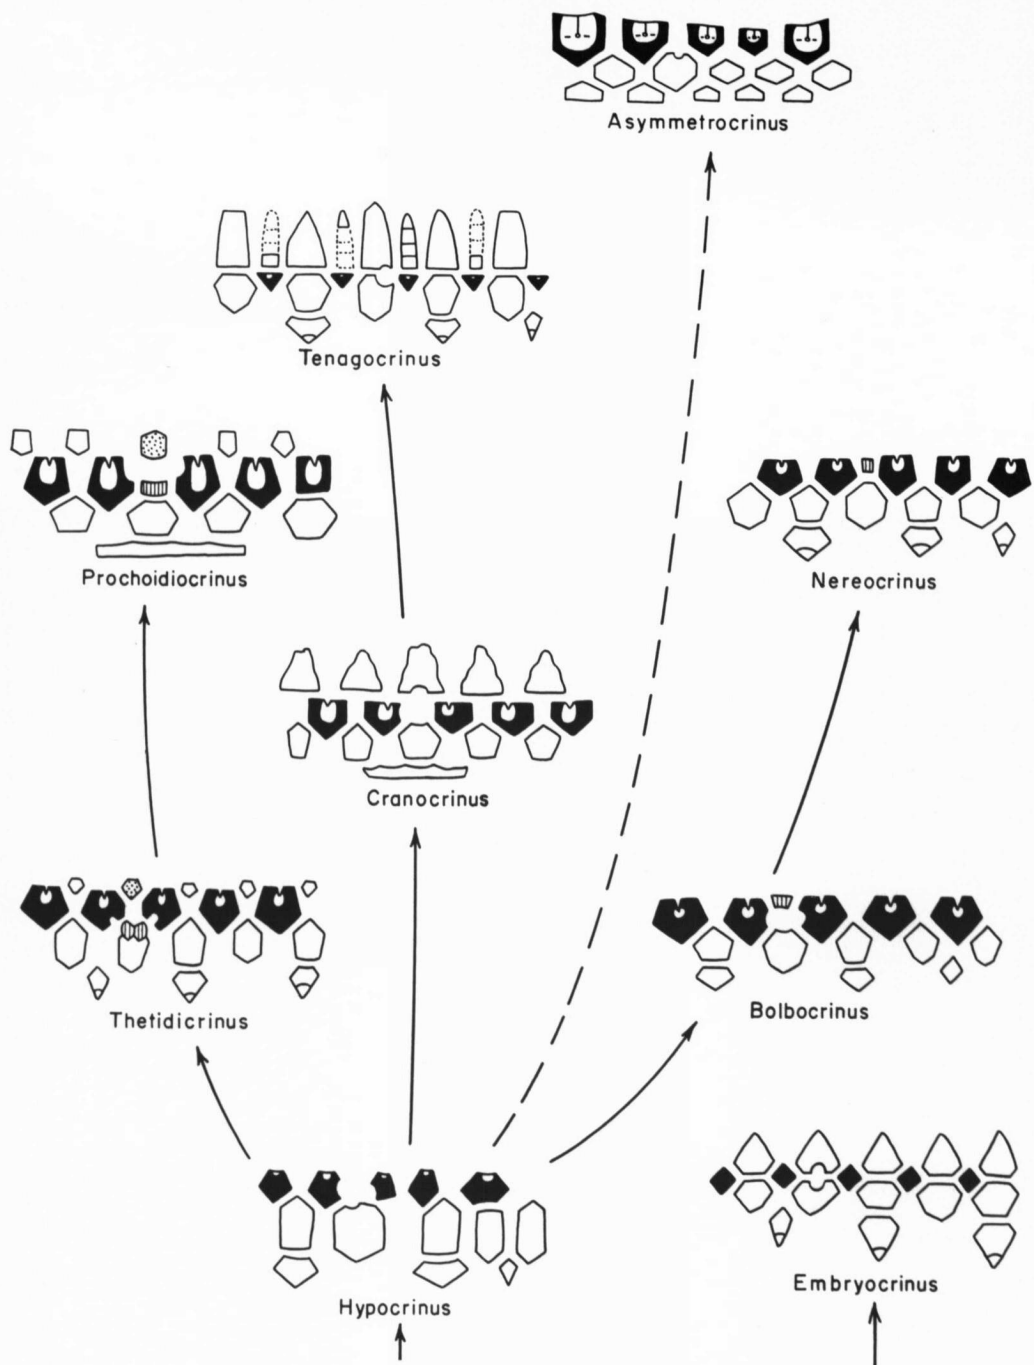 Asymmetrocrinus
Tenagocrinus
Prochoidiocrinus
Nereocrinus
Cranocrinus
Thetidicrinus
Bolbocrinus
Embryocrinus
Hypocrinus